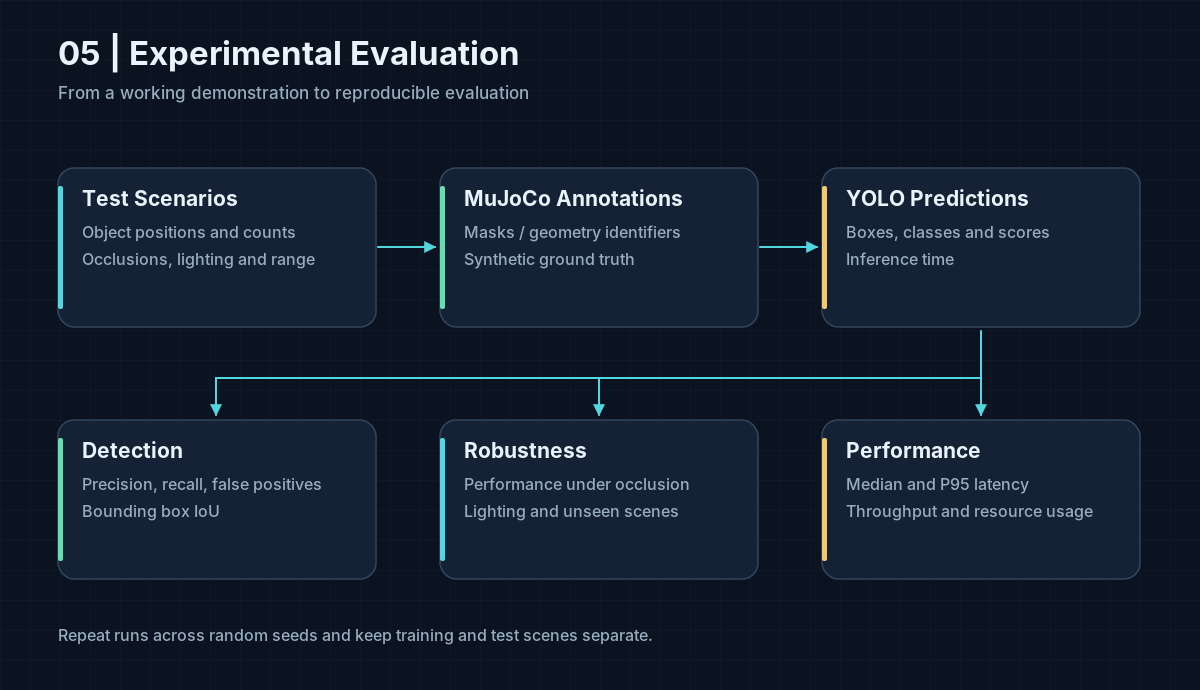 05 | Experimental Evaluation
From a working demonstration to reproducible evaluation
Test Scenarios
Object positions and counts
Occlusions, lighting and range
MuJoCo Annotations
Masks / geometry identifiers
Synthetic ground truth
YOLO Predictions
Boxes, classes and scores
Inference time
Detection
Precision, recall, false positives
Bounding box IoU
Robustness
Performance under occlusion
Lighting and unseen scenes
Performance
Median and P95 latency
Throughput and resource usage
Repeat runs across random seeds and keep training and test scenes separate.